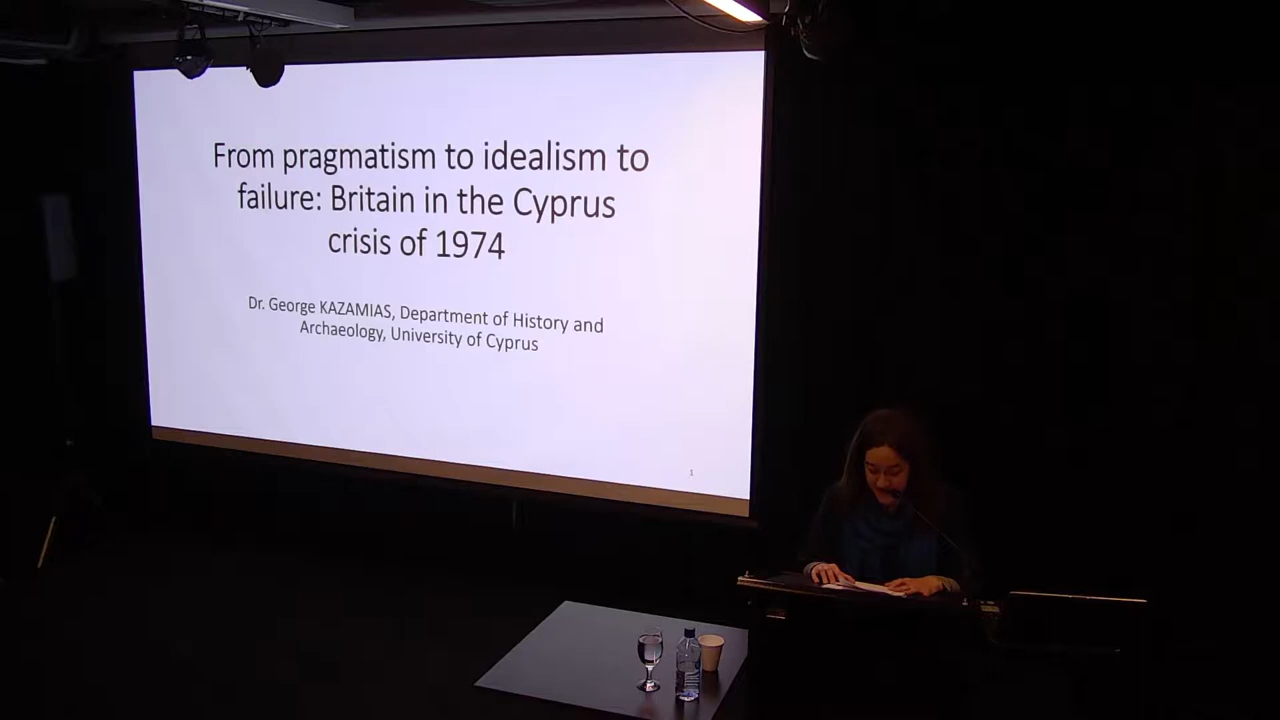 From pragmatism to idealism to
failure: Britain in the Cyprus
crisis of 1974
Dr. George KAZAMIAS, Department of History and
Archaeology, University of Cyprus
1